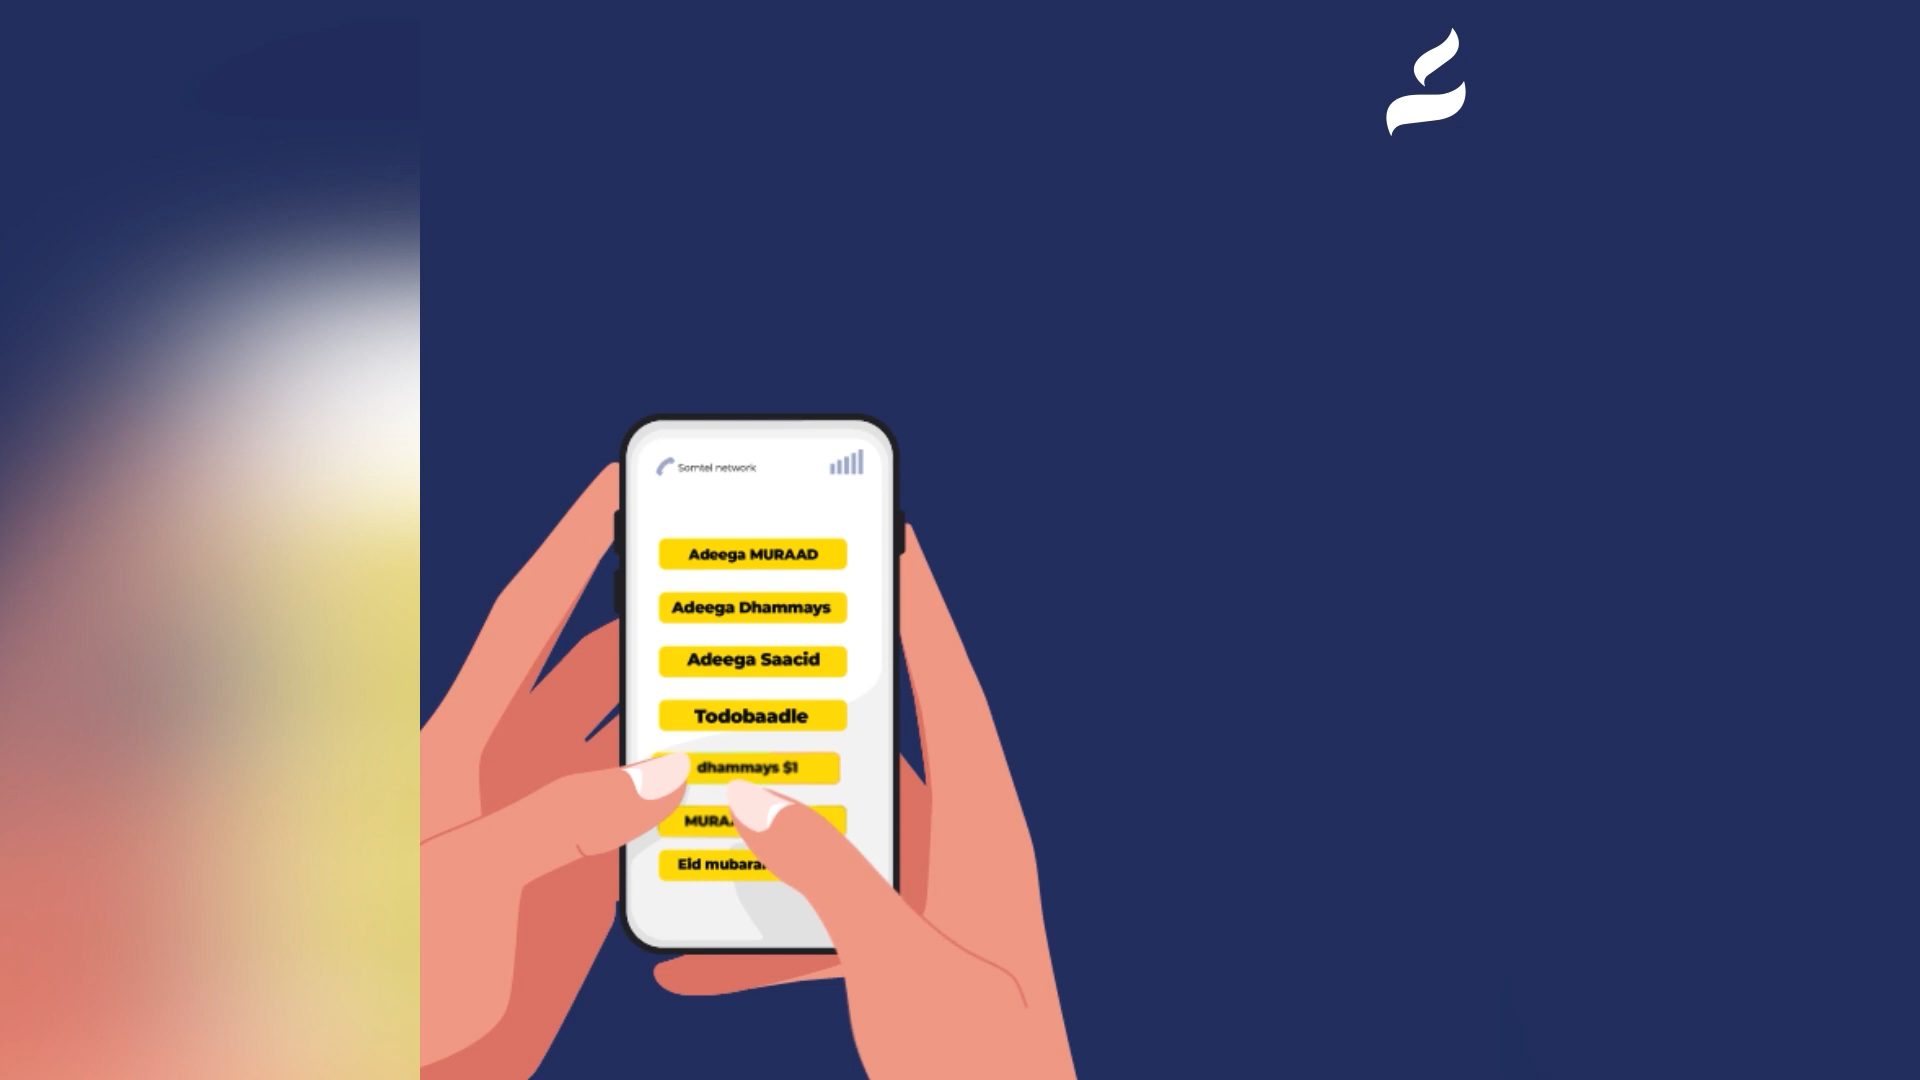 Somtel network
Adeega MURAAD
Adeega Dhammays
Adeega Saacid
Todobaadle
dhammays $1
Eid